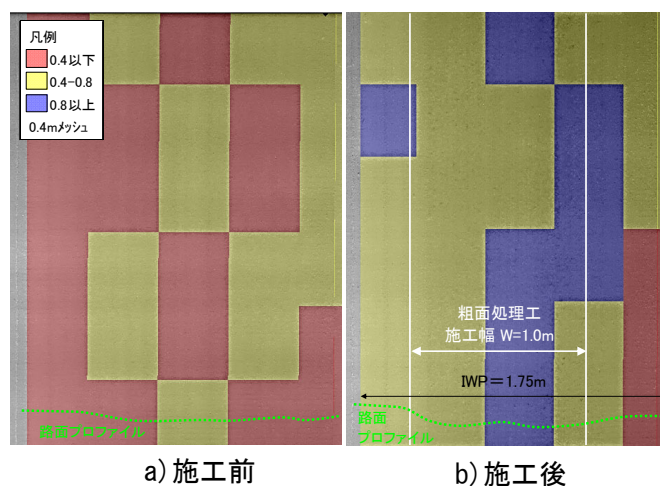 凡例
0.4以下
0.4-0.8
0.8以上
0.4mメッシュ
路面プロファイル
a)施工前
粗面処理工
施工幅 W=1.0m
IWP=1.75m
路面
プロファイル
b)施工後